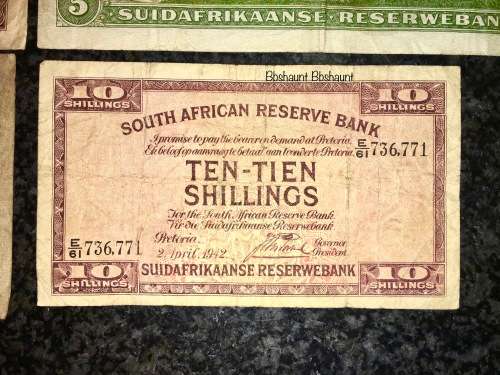 5
SUIDAFRIKAANSE RESERWEBANK
Bbshaunt Bbshaunt
10 SHILLINGS 10 SHILLINGS
SOUTH AFRICAN RESERVE BANK
I promise to pay the bearer on demand at Pretoria.
Ek beloof op aanvraag te betaal aan toonder te Pretoria.
E/61 736,771
TEN-TIEN
SHILLINGS
For the South African Reserve Bank
Vir die Suidafrikaanse Reserwebank
E/61 736,771
Pretoria,
2 April, 1942
Governor
President.
10 SHILLINGS 10 SHILLINGS
SUIDAFRIKAANSE RESERWEBANK